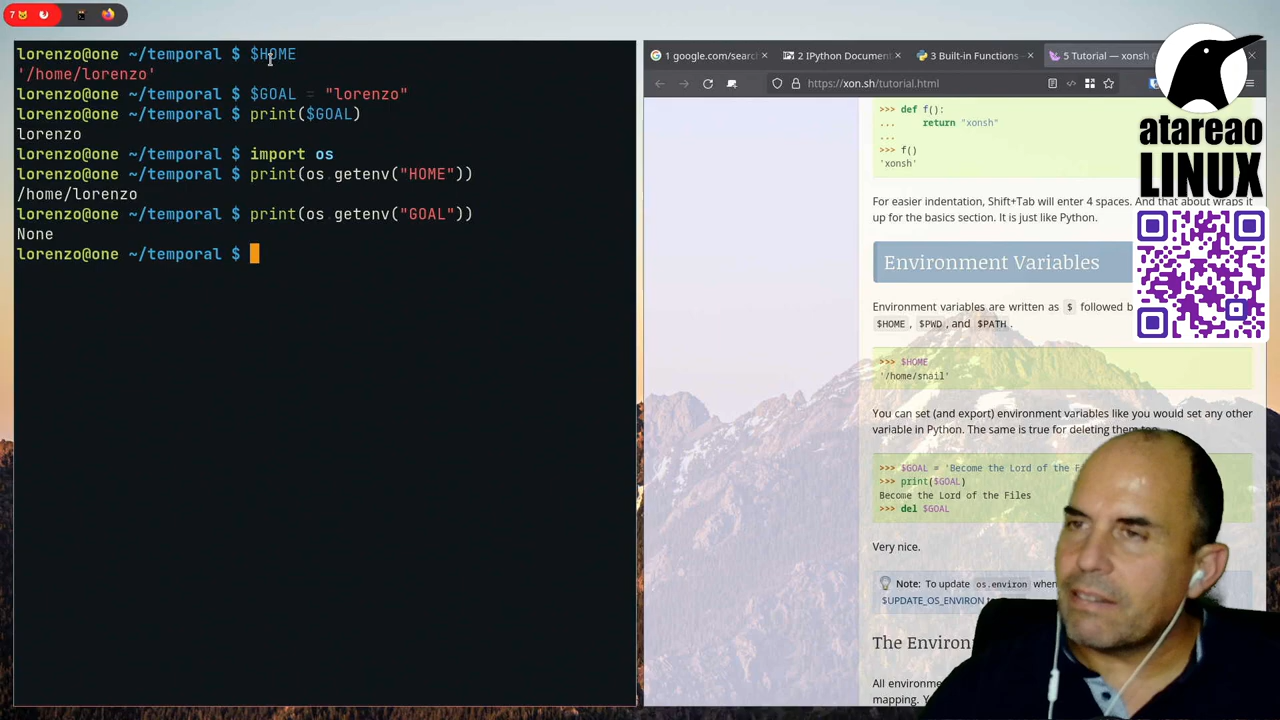 7
lorenzo@one ~/temporal $ $HOME
'/home/lorenzo'
lorenzo@one ~/temporal $ $GOAL = "lorenzo"
lorenzo@one ~/temporal $ print($GOAL)
lorenzo
lorenzo@one ~/temporal $ import os
lorenzo@one ~/temporal $ print(os.getenv("HOME"))
/home/lorenzo
lorenzo@one ~/temporal $ print(os.getenv("GOAL"))
None
lorenzo@one ~/temporal $
1 google.com/searc
2 IPython Document
3 Built-in Functions
5 Tutorial — xonsh
https://xon.sh/tutorial.html
>>> def f():
... return "xonsh"
...
>>> f()
'xonsh'
For easier indentation, Shift+Tab will enter 4 spaces. And that about wraps it
up for the basics section. It is just like Python.
Environment Variables
Environment variables are written as $ followed b
$HOME , $PWD , and $PATH .
>>> $HOME
'/home/snail'
You can set (and export) environment variables like you would set any other
variable in Python. The same is true for deleting them too.
>>> $GOAL = 'Become the Lord of the F
>>> print($GOAL)
Become the Lord of the Files
>>> del $GOAL
Very nice.
Note: To update os.environ when
$UPDATE_OS_ENVIRON
The Environ
All environme
mapping. Y
atareao
LINUX